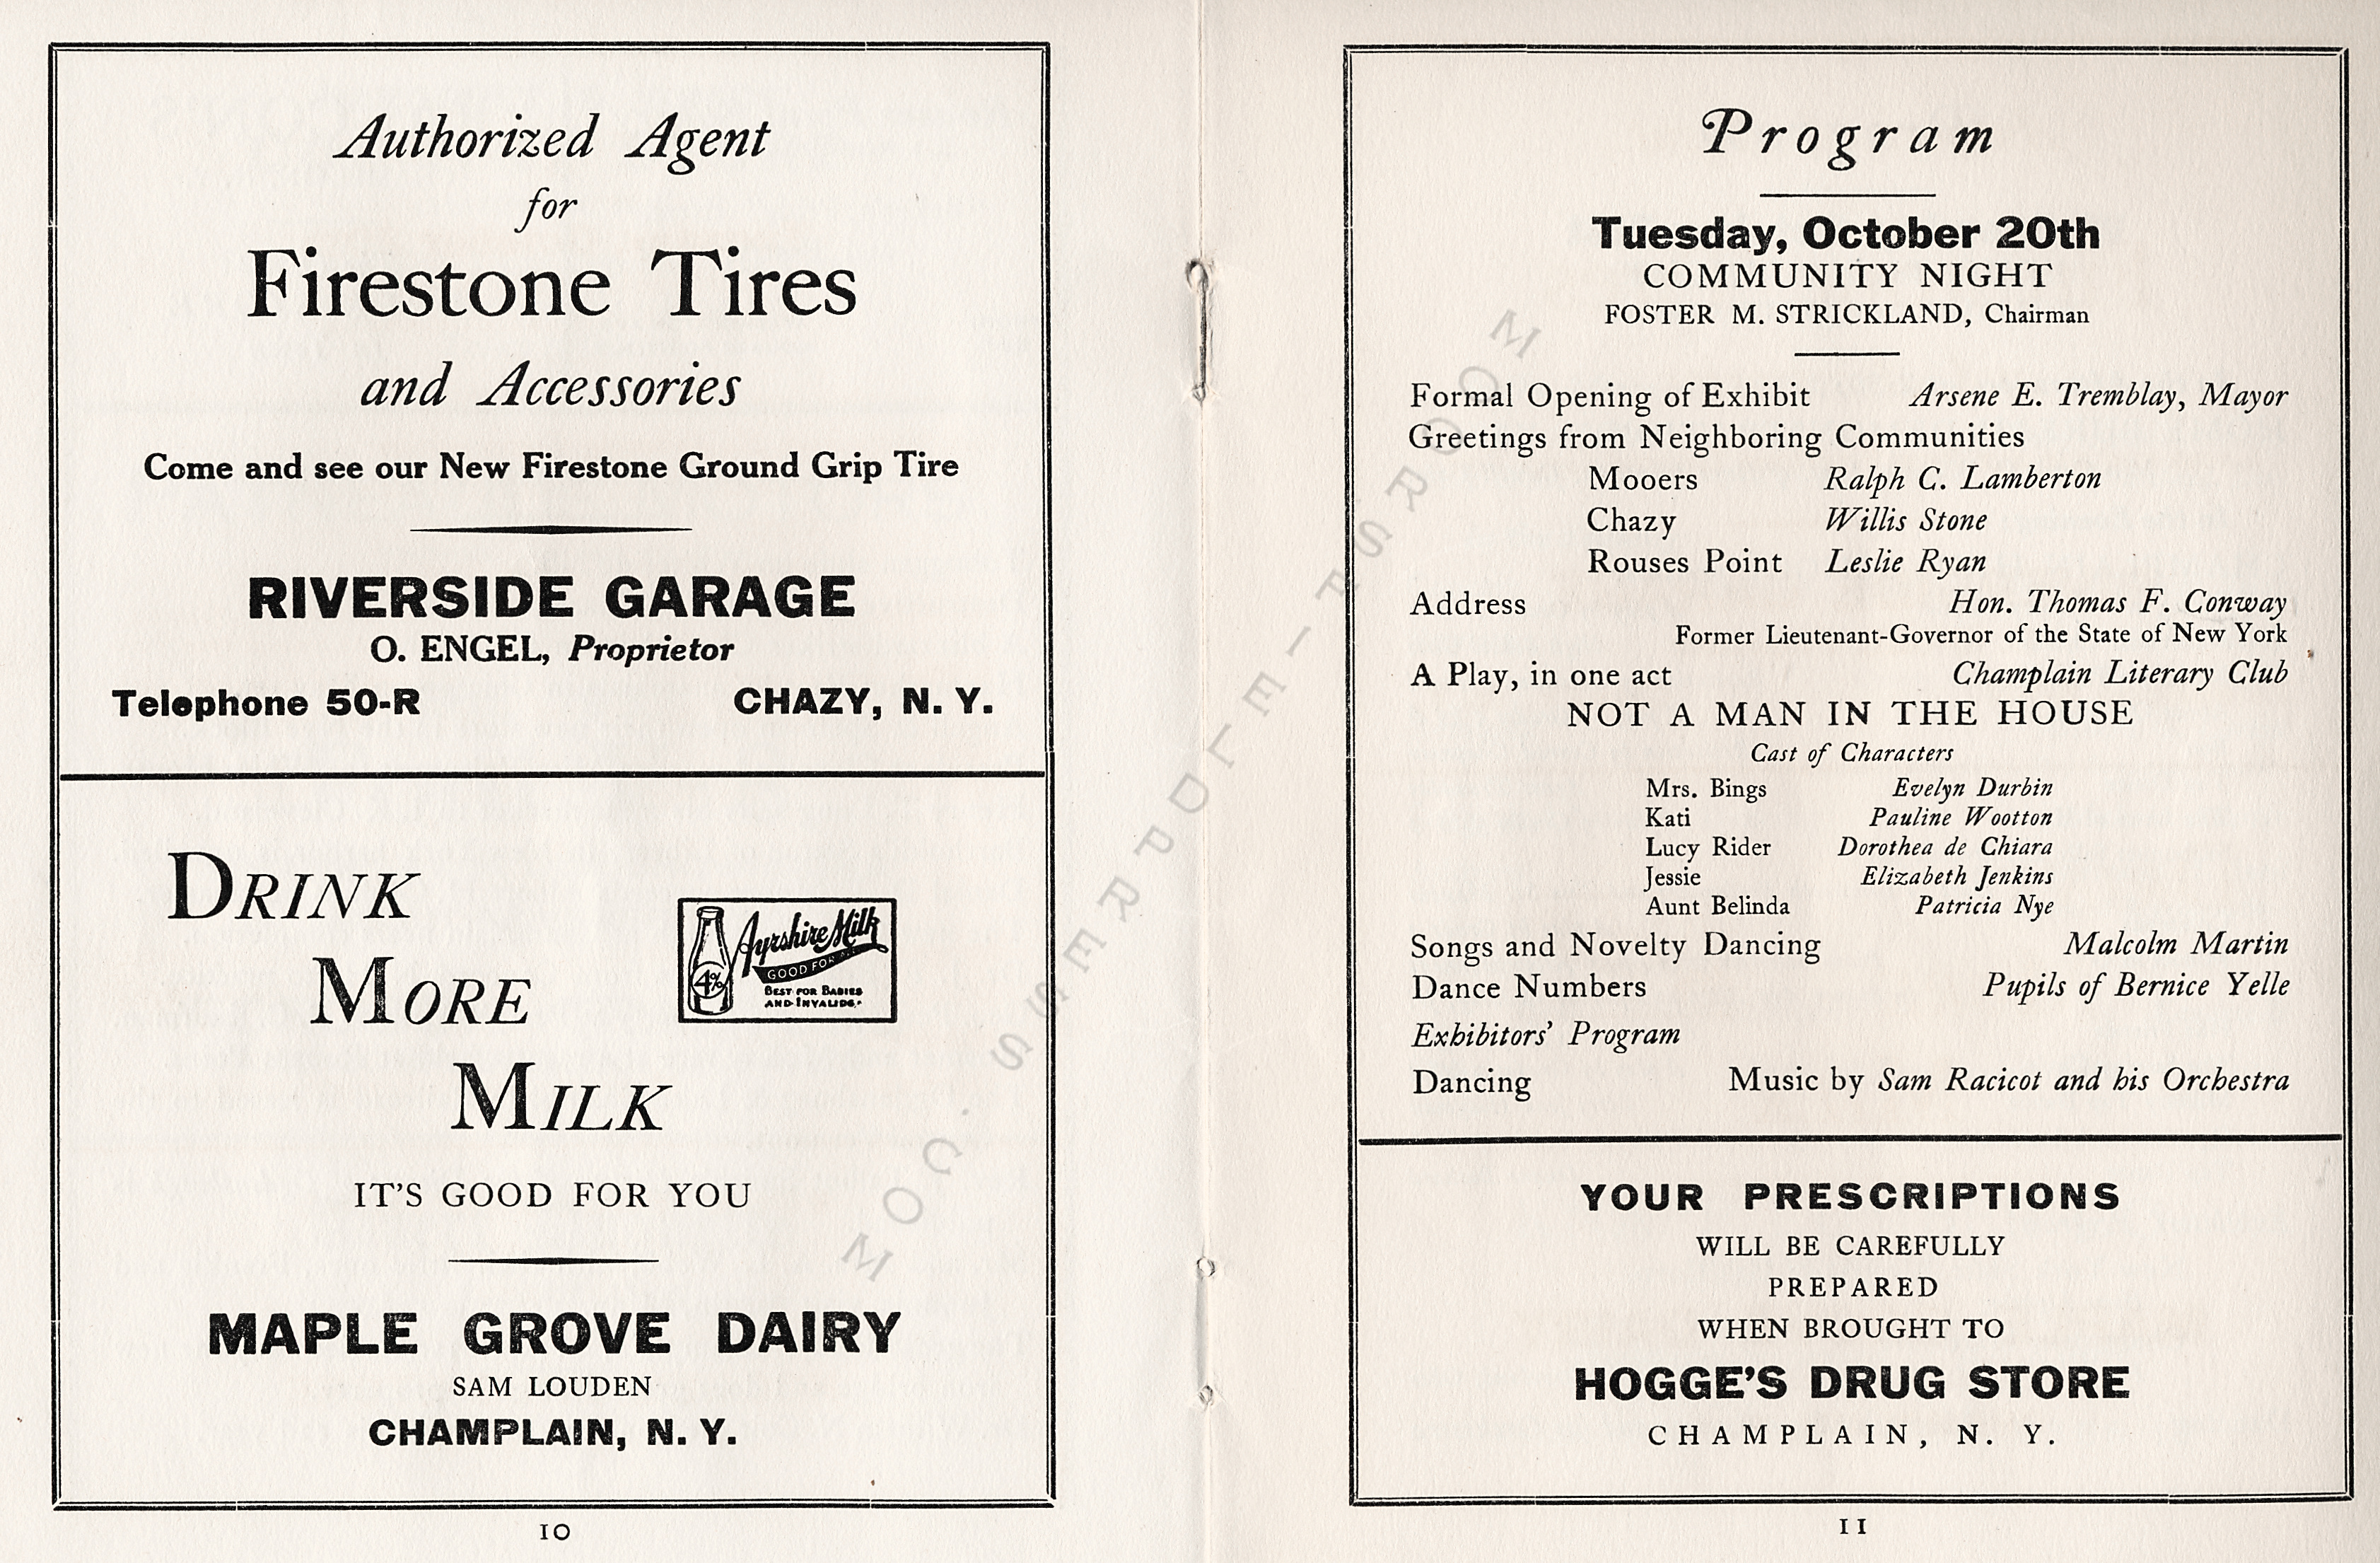 Authorized Agent
for
Firestone Tires
and Accessories
Come and see our New Firestone Ground Grip Tire
RIVERSIDE GARAGE
O. ENGEL, Proprietor
Telephone 50-R CHAZY, N. Y.
DRINK
MORE
MILK
Ayrshire Milk
GOOD FOR ALL
4%
BEST FOR BABIES
AND INVALIDS.
IT'S GOOD FOR YOU
MAPLE GROVE DAIRY
SAM LOUDEN
CHAMPLAIN, N. Y.
10
Program
Tuesday, October 20th
COMMUNITY NIGHT
FOSTER M. STRICKLAND, Chairman
Formal Opening of Exhibit Arsene E. Tremblay, Mayor
Greetings from Neighboring Communities
Mooers Ralph C. Lamberton
Chazy Willis Stone
Rouses Point Leslie Ryan
Address Hon. Thomas F. Conway
Former Lieutenant-Governor of the State of New York
A Play, in one act Champlain Literary Club
NOT A MAN IN THE HOUSE
Cast of Characters
Mrs. Bings Evelyn Durbin
Kati Pauline Wootton
Lucy Rider Dorothea de Chiara
Jessie Elizabeth Jenkins
Aunt Belinda Patricia Nye
Songs and Novelty Dancing Malcolm Martin
Dance Numbers Pupils of Bernice Yelle
Exhibitors' Program
Dancing Music by Sam Racicot and his Orchestra
YOUR PRESCRIPTIONS
WILL BE CAREFULLY
PREPARED
WHEN BROUGHT TO
HOGGE'S DRUG STORE
CHAMPLAIN, N. Y.
11
MOORSFIELDPRESS.COM